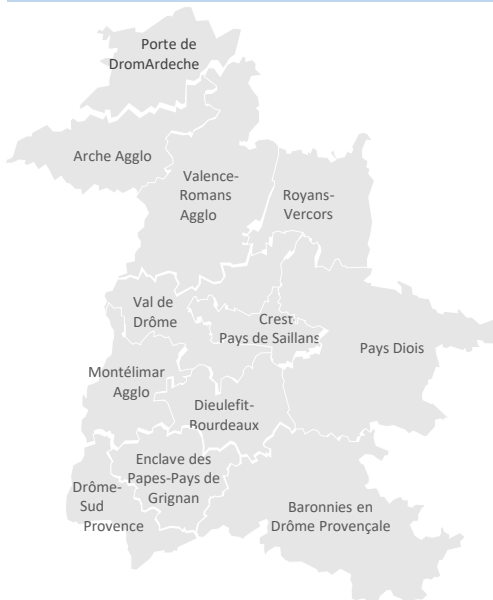 Porte de
DromArdeche
Arche Agglo
Valence-
Romans
Agglo
Royans-
Vercors
Val de
Drôme
Crest
Pays de Saillans
Pays Diois
Montélimar
Agglo
Dieulefit-
Bourdeaux
Enclave des
Papes-Pays de
Grignan
Drôme-
Sud
Provence
Baronnies en
Drôme Provençale